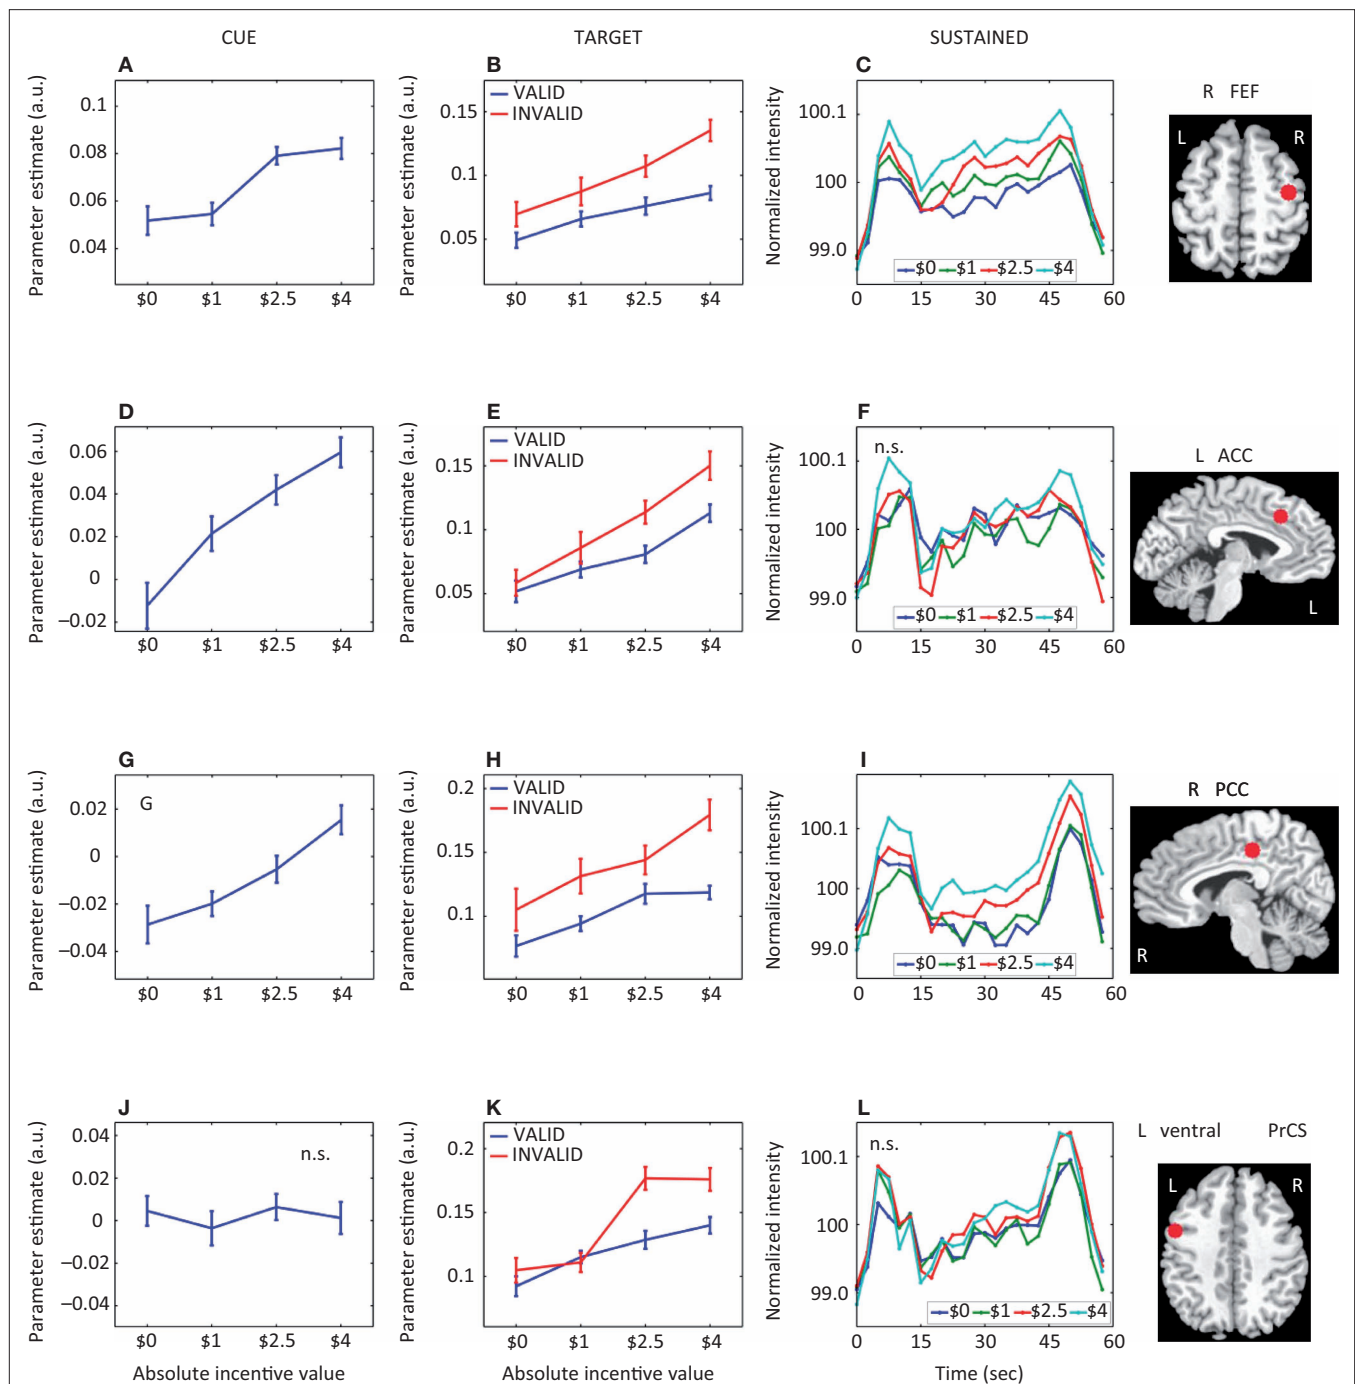 CUE TARGET SUSTAINED
A B C
Parameter estimate (a.u.)
0.1
0.08
0.06
0.04
$0 $1 $2.5 $4
Parameter estimate (a.u.)
VALID
INVALID
0.15
0.1
0.05
$0 $1 $2.5 $4
Normalized intensity
100.1
100
99.0
$0 $1 $2.5 $4
0 15 30 45 60
R FEF
L R
D E F
Parameter estimate (a.u.)
0.06
0.04
0.02
0
–0.02
$0 $1 $2.5 $4
Parameter estimate (a.u.)
VALID
INVALID
0.15
0.1
0.05
$0 $1 $2.5 $4
Normalized intensity
n.s.
100.1
100
99.0
$0 $1 $2.5 $4
0 15 30 45 60
L ACC
L
G H I
Parameter estimate (a.u.)
G
0.02
0
–0.02
–0.04
$0 $1 $2.5 $4
Parameter estimate (a.u.)
VALID
INVALID
0.2
0.15
0.1
$0 $1 $2.5 $4
Normalized intensity
100.1
100
99.0
$0 $1 $2.5 $4
0 15 30 45 60
R PCC
R
J K L
Parameter estimate (a.u.)
n.s.
0.04
0.02
0
–0.02
–0.04
$0 $1 $2.5 $4
Absolute incentive value
Parameter estimate (a.u.)
VALID
INVALID
0.2
0.15
0.1
$0 $1 $2.5 $4
Absolute incentive value
Normalized intensity
n.s.
100.1
100
99.0
$0 $1 $2.5 $4
0 15 30 45 60
Time (sec)
L ventral PrCS
L R